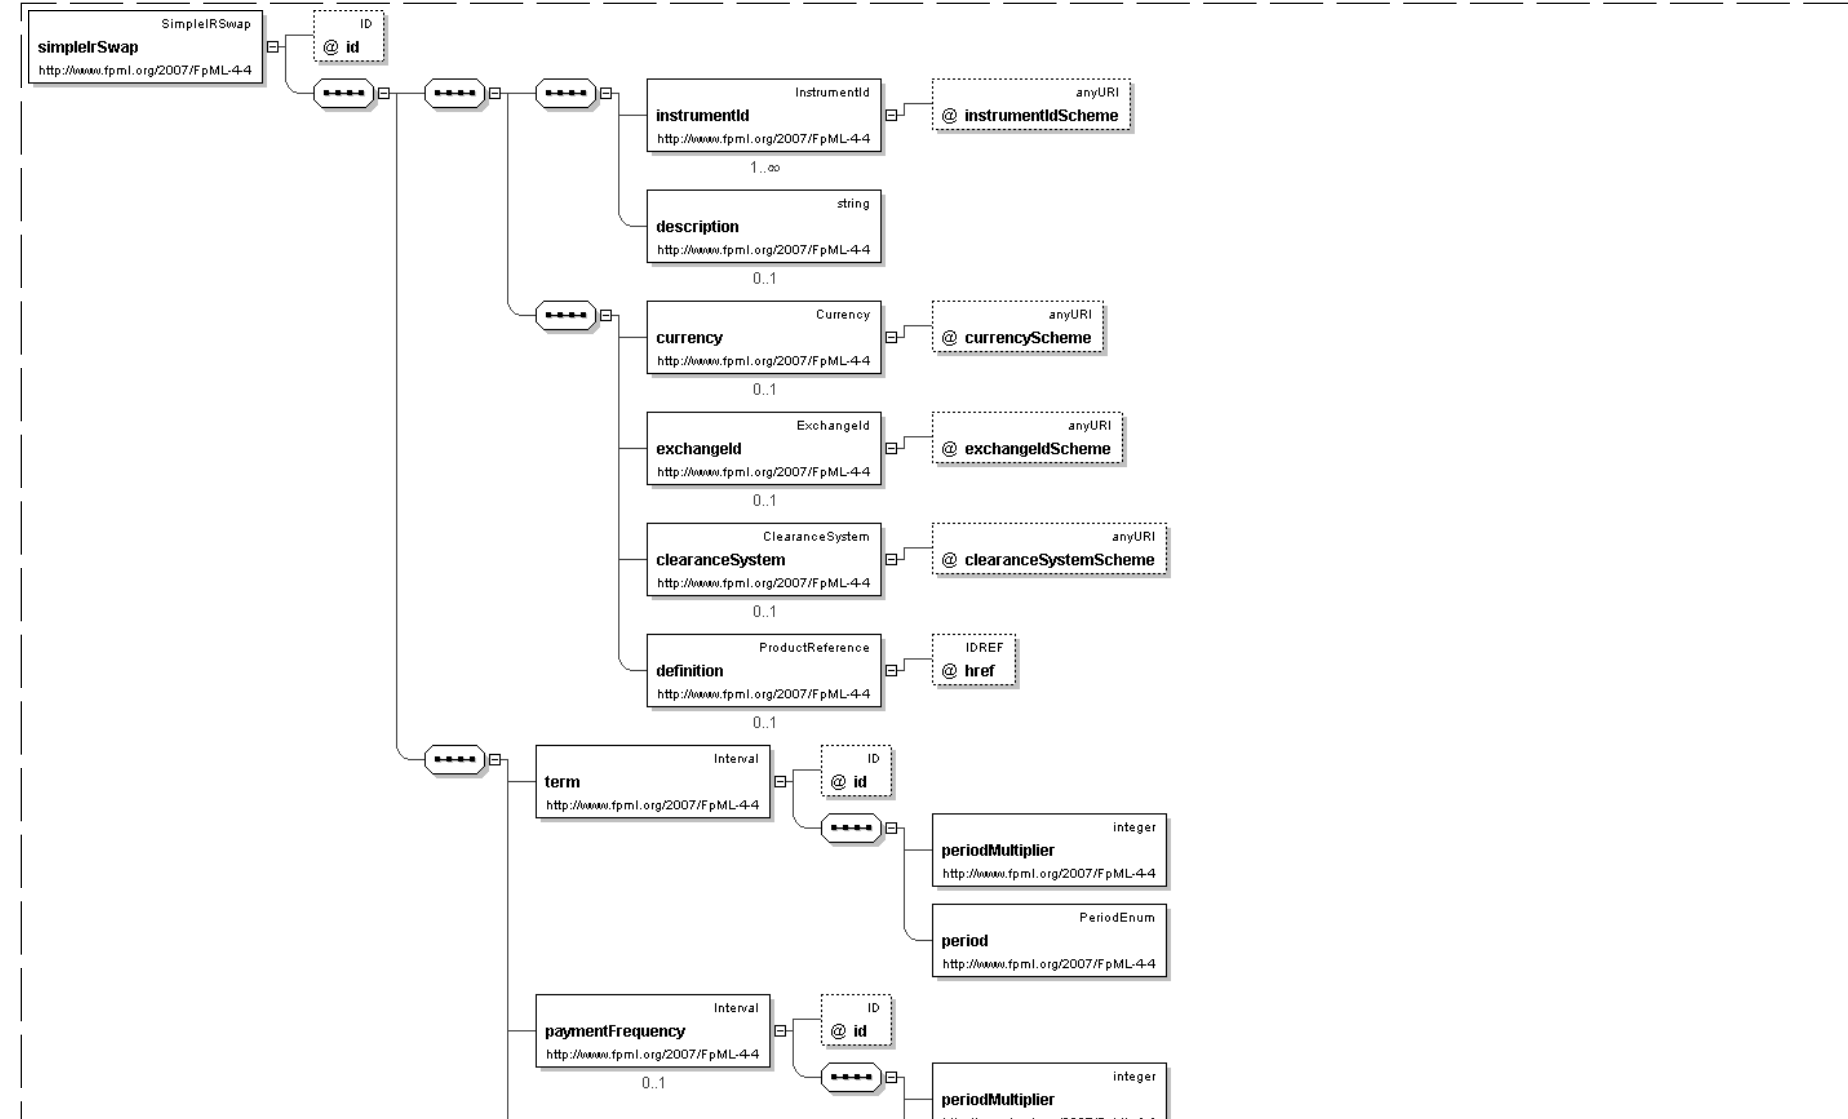 SimpleIRSwap
simpleIrSwap
http://www.fpml.org/2007/FpML-4-4
ID
@ id
InstrumentId
instrumentId
http://www.fpml.org/2007/FpML-4-4
1..∞
anyURI
@ instrumentIdScheme
string
description
http://www.fpml.org/2007/FpML-4-4
0..1
Currency
currency
http://www.fpml.org/2007/FpML-4-4
0..1
anyURI
@ currencyScheme
ExchangeId
exchangeId
http://www.fpml.org/2007/FpML-4-4
0..1
anyURI
@ exchangeIdScheme
ClearanceSystem
clearanceSystem
http://www.fpml.org/2007/FpML-4-4
0..1
anyURI
@ clearanceSystemScheme
ProductReference
definition
http://www.fpml.org/2007/FpML-4-4
0..1
IDREF
@ href
Interval
term
http://www.fpml.org/2007/FpML-4-4
ID
@ id
integer
periodMultiplier
http://www.fpml.org/2007/FpML-4-4
PeriodEnum
period
http://www.fpml.org/2007/FpML-4-4
Interval
paymentFrequency
http://www.fpml.org/2007/FpML-4-4
0..1
ID
@ id
integer
periodMultiplier